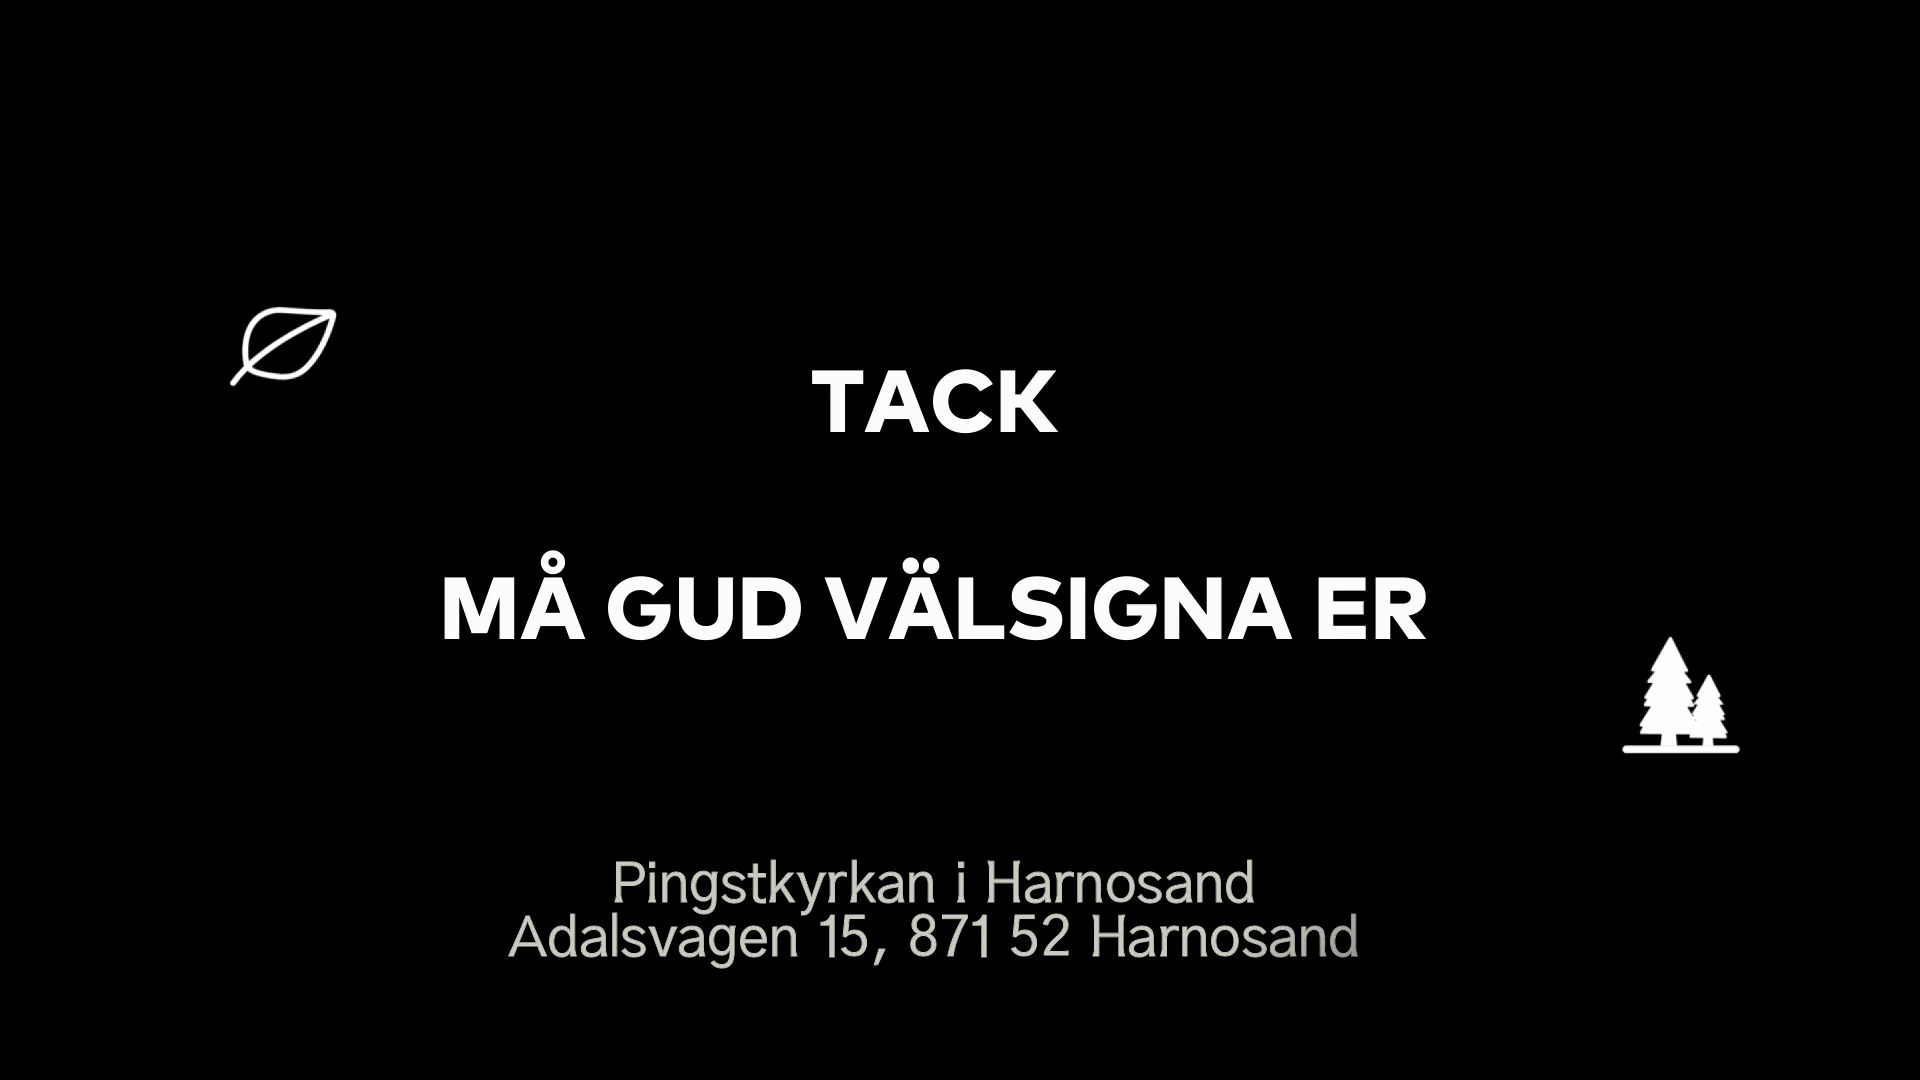 TACK
MÅ GUD VÄLSIGNA ER
Pingstkyrkan i Harnosand
Adalsvagen 15, 871 52 Harnosand